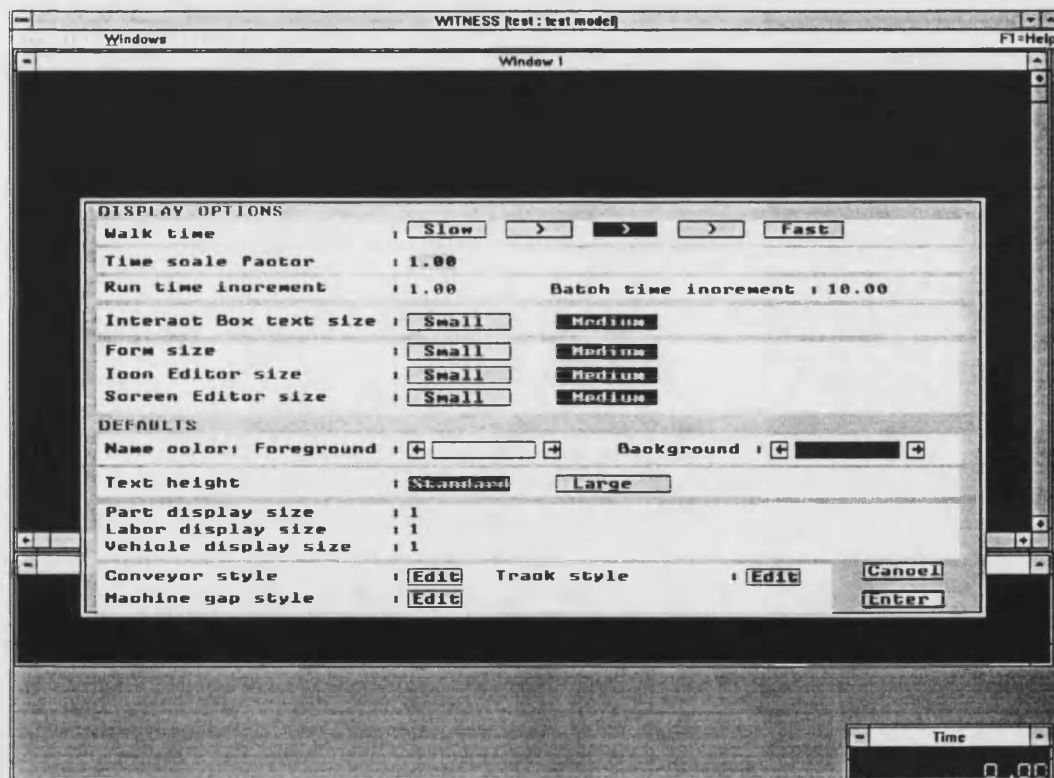 WITNESS [test : test model]
Windows F1=Help
Window 1
DISPLAY OPTIONS
Walk time : Slow > > > Fast
Time scale factor : 1.00
Run time increment : 1.00 Batch time increment : 10.00
Interact Box text size : Small Medium
Form size : Small Medium
Icon Editor size : Small Medium
Screen Editor size : Small Medium
DEFAULTS
Name color: Foreground : ← → Background : ← →
Text height : Standard Large
Part display size : 1
Labor display size : 1
Vehicle display size : 1
Conveyor style : Edit Track style : Edit Cancel
Machine gap style : Edit Enter
Time
0.00